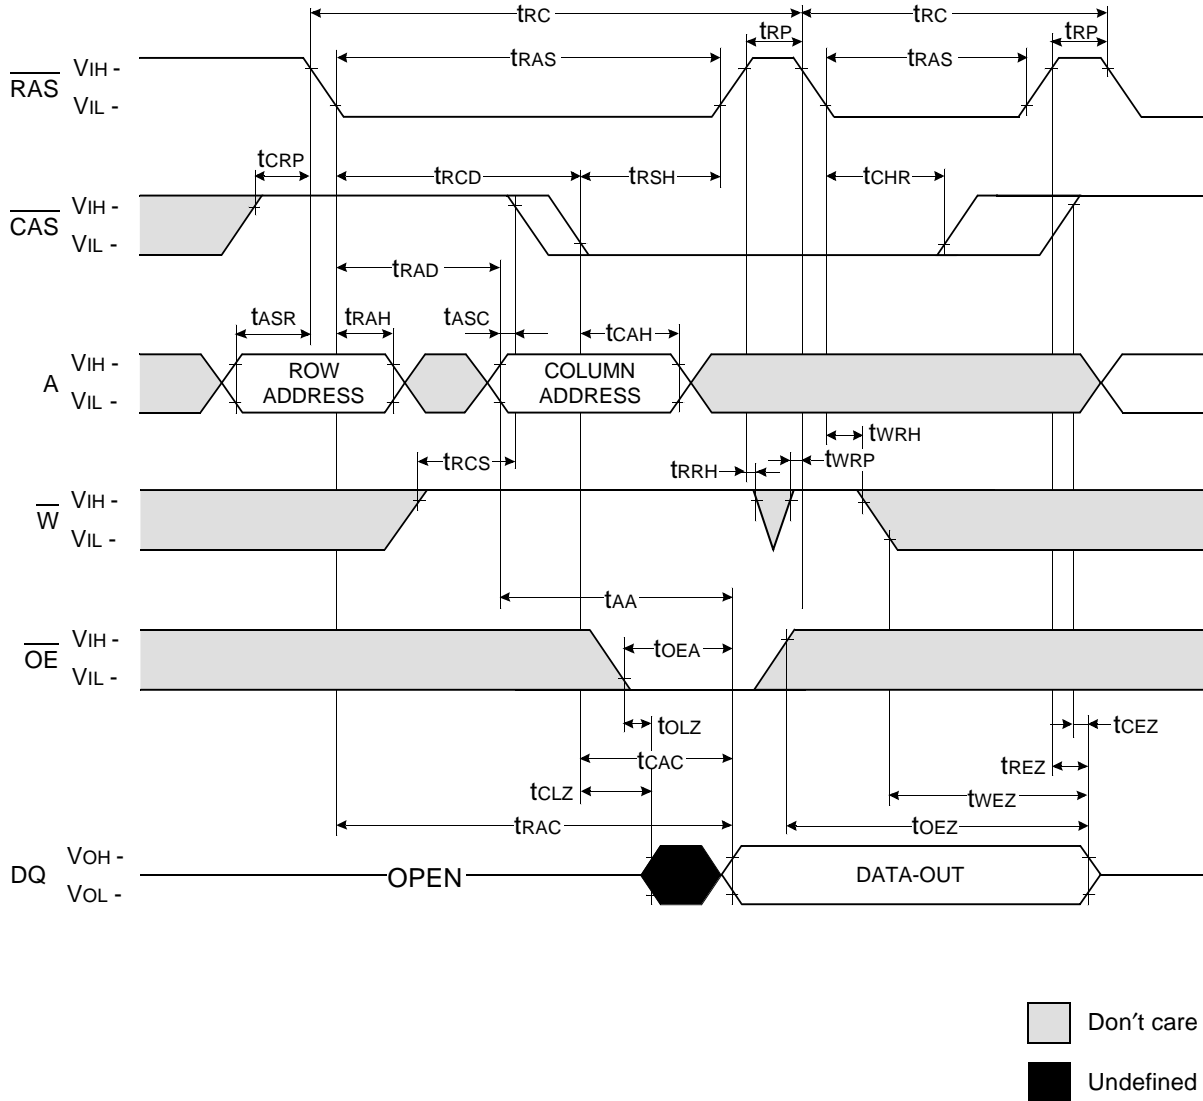 tRC tRC
tRP tRP
tRAS tRAS
RAS VIH -
VIL -
tCRP tRCD tRSH tCHR
CAS VIH -
VIL -
tRAD
tASR tRAH tASC tCAH
A VIH -
VIL -
ROW
ADDRESS
COLUMN
ADDRESS
tWRH
tRCS tRRH tWRP
W VIH -
VIL -
tAA
OE VIH -
VIL -
tOEA
tOLZ tCEZ
tCAC tREZ
tCLZ tWEZ
tRAC tOEZ
DQ VOH -
VOL -
OPEN DATA-OUT
Don′t care
Undefined